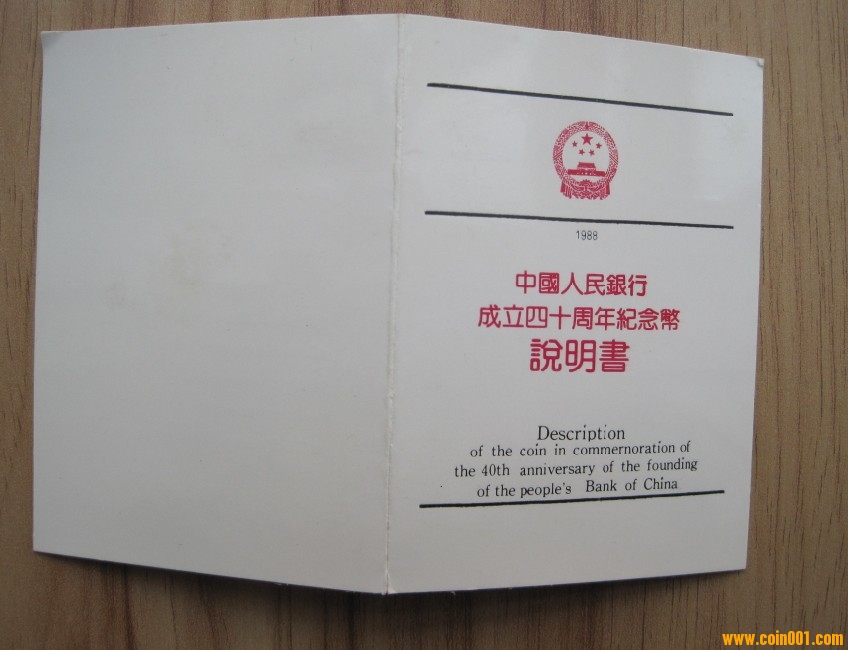 1988
中國人民銀行
成立四十周年紀念幣
說明書
Description
of the coin in commernoration of
the 40th anniversary of the founding
of the people's Bank of China
www.coin001.com